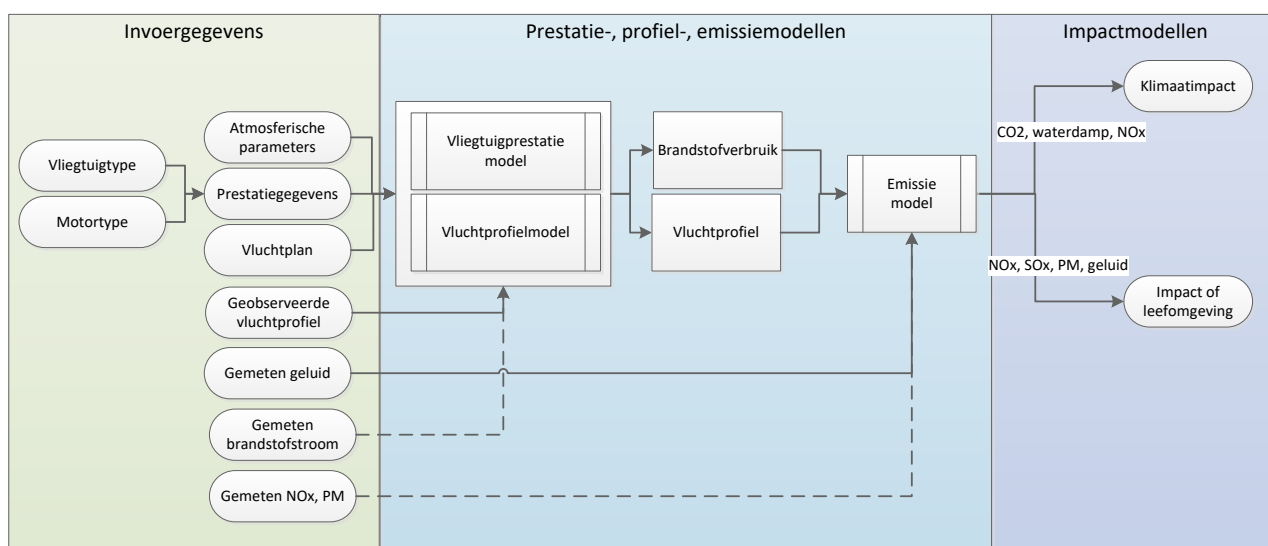 Invoergegevens
Prestatie-, profiel-, emissiemodellen
Impactmodellen
Vliegtuigtype
Motortype
Atmosferische
parameters
Prestatiegegevens
Vluchtplan
Geobserveerde
vluchtprofiel
Gemeten geluid
Gemeten
brandstofstroom
Gemeten NOx, PM
Vliegtuigprestatie
model
Vluchtprofielmodel
Brandstofverbruik
Vluchtprofiel
Emissie
model
Klimaatimpact
CO2, waterdamp, NOx
NOx, SOx, PM, geluid
Impact of
leefomgeving